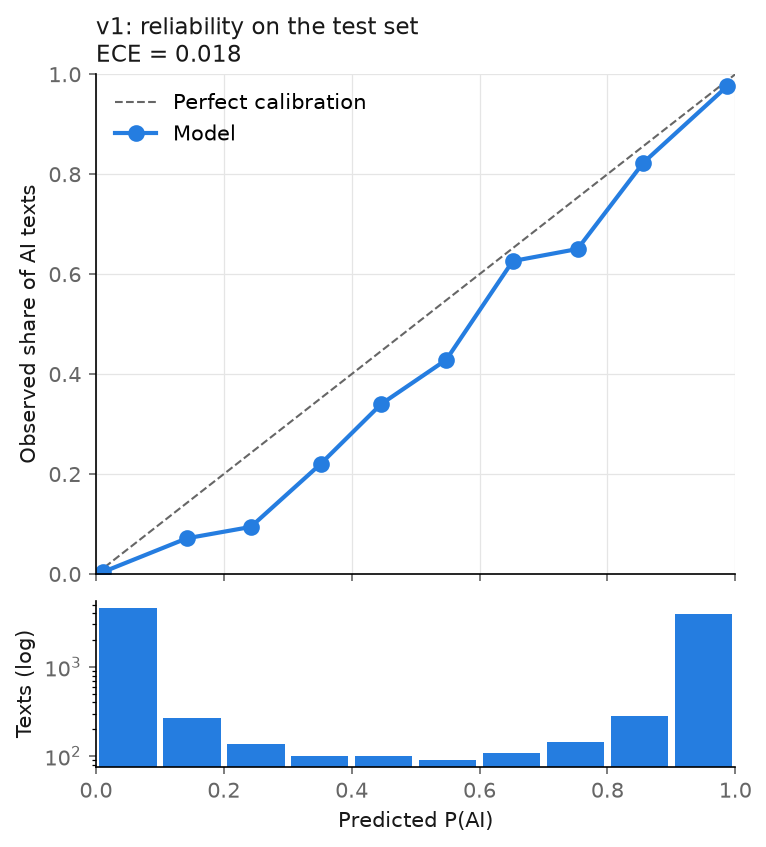 v1: reliability on the test set
ECE = 0.018
1.0
Perfect calibration
Model
0.8
0.6
0.4
0.2
0.0
Observed share of AI texts
10³
10²
Texts (log)
0.0 0.2 0.4 0.6 0.8 1.0
Predicted P(AI)